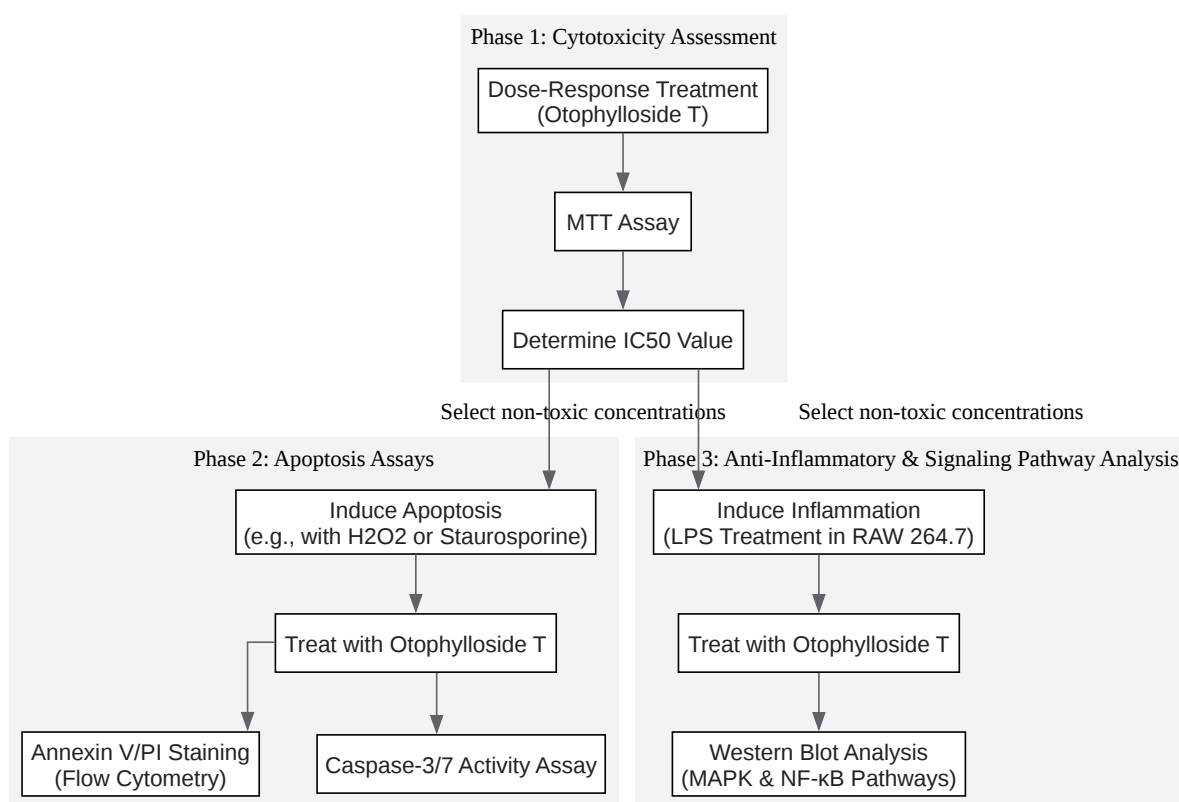 Phase 1: Cytotoxicity Assessment
Dose-Response Treatment
(Otophylloside T)
MTT Assay
Determine IC50 Value
Select non-toxic concentrations
Select non-toxic concentrations
Phase 2: Apoptosis Assays
Induce Apoptosis
(e.g., with H2O2 or Staurosporine)
Treat with Otophylloside T
Annexin V/PI Staining
(Flow Cytometry)
Caspase-3/7 Activity Assay
Phase 3: Anti-Inflammatory & Signaling Pathway Analysis
Induce Inflammation
(LPS Treatment in RAW 264.7)
Treat with Otophylloside T
Western Blot Analysis
(MAPK & NF-κB Pathways)